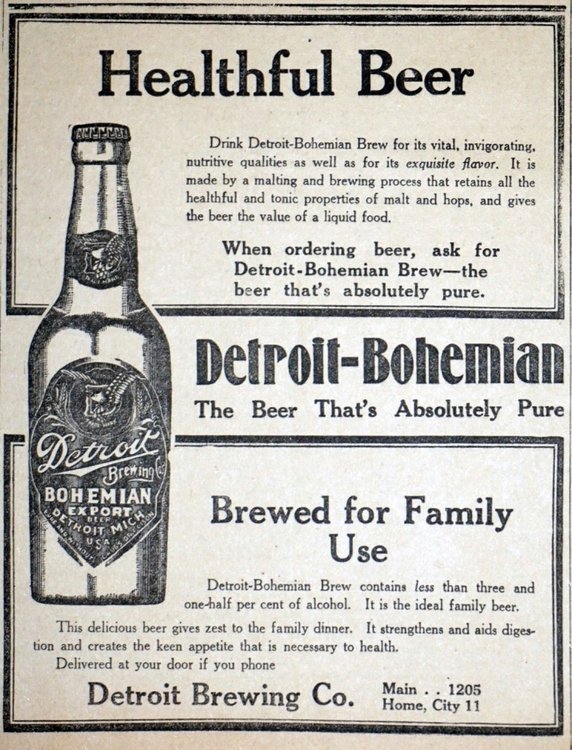 Healthful Beer
Drink Detroit-Bohemian Brew for its vital, invigorating,
nutritive qualities as well as for its exquisite flavor. It is
made by a malting and brewing process that retains all the
healthful and tonic properties of malt and hops, and gives
the beer the value of a liquid food.
When ordering beer, ask for
Detroit-Bohemian Brew—the
beer that's absolutely pure.
Detroit-Bohemian
The Beer That's Absolutely Pure
Detroit
Brewing Co.
BOHEMIAN
EXPORT
BEER
DETROIT MICH.
U.S.A.
Brewed for Family
Use
Detroit-Bohemian Brew contains less than three and
one-half per cent of alcohol. It is the ideal family beer.
This delicious beer gives zest to the family dinner. It strengthens and aids diges-
tion and creates the keen appetite that is necessary to health.
Delivered at your door if you phone
Detroit Brewing Co.
Main . . 1205
Home, City 11